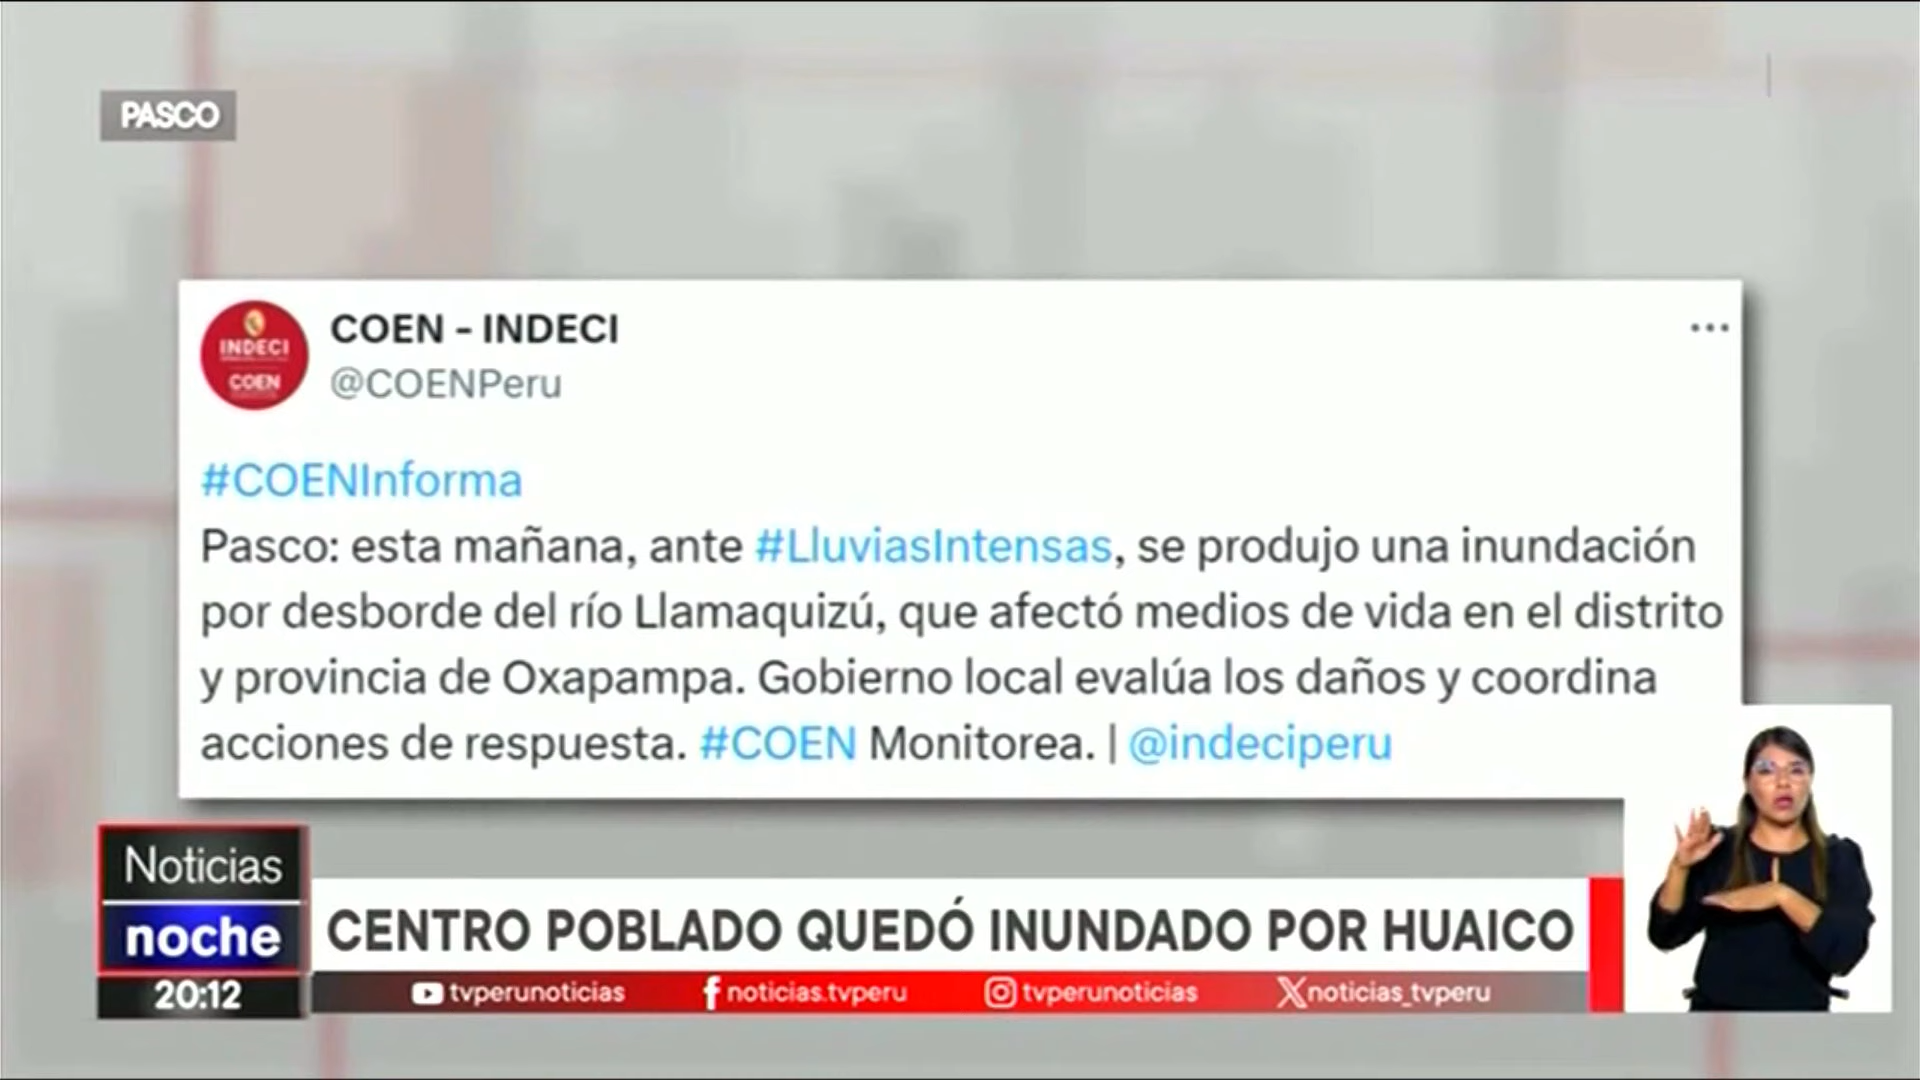 PASCO
INDECI
COEN
COEN - INDECI
@COENPeru
#COENInforma
Pasco: esta mañana, ante #LluviasIntensas, se produjo una inundación
por desborde del río Llamaquizú, que afectó medios de vida en el distrito
y provincia de Oxapampa. Gobierno local evalúa los daños y coordina
acciones de respuesta. #COEN Monitorea. | @indeciperu
Noticias
noche
20:12
CENTRO POBLADO QUEDÓ INUNDADO POR HUAICO
tvperunoticias noticias.tvperu tvperunoticias noticias_tvperu